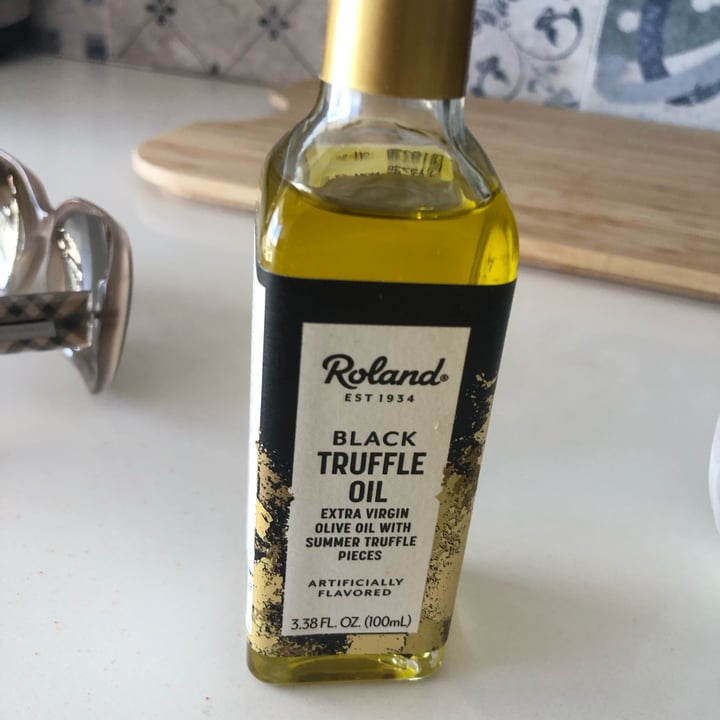 Roland®
EST 1934
BLACK
TRUFFLE
OIL
EXTRA VIRGIN
OLIVE OIL WITH
SUMMER TRUFFLE
PIECES
ARTIFICIALLY
FLAVORED
3.38 FL. OZ. (100mL)